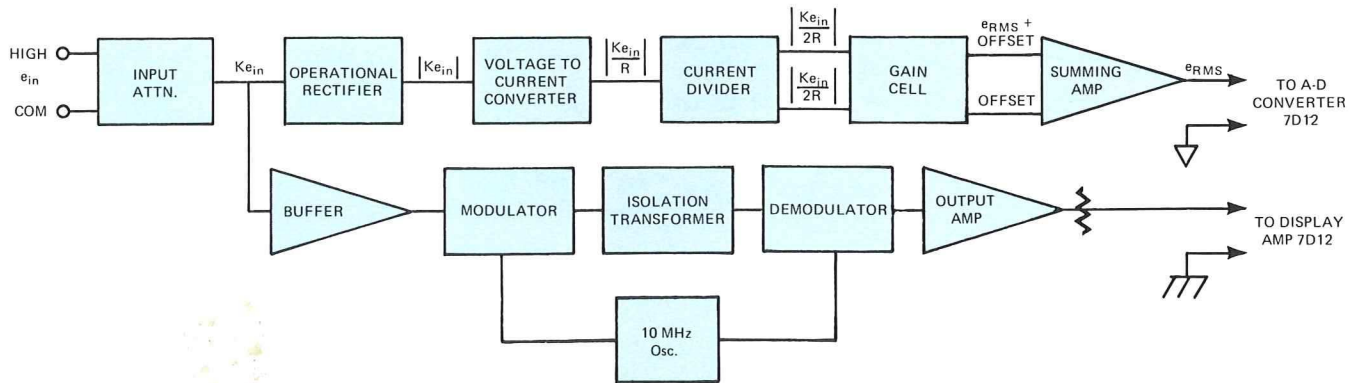 HIGH
e_in
COM
INPUT
ATTN.
Ke_in
OPERATIONAL
RECTIFIER
|Ke_in|
VOLTAGE TO
CURRENT
CONVERTER
|Ke_in/R|
CURRENT
DIVIDER
|Ke_in/2R|
|Ke_in/2R|
GAIN
CELL
e_RMS +
OFFSET
OFFSET
SUMMING
AMP
e_RMS
TO A-D
CONVERTER
7D12
BUFFER
MODULATOR
ISOLATION
TRANSFORMER
DEMODULATOR
OUTPUT
AMP
TO DISPLAY
AMP 7D12
10 MHz
Osc.